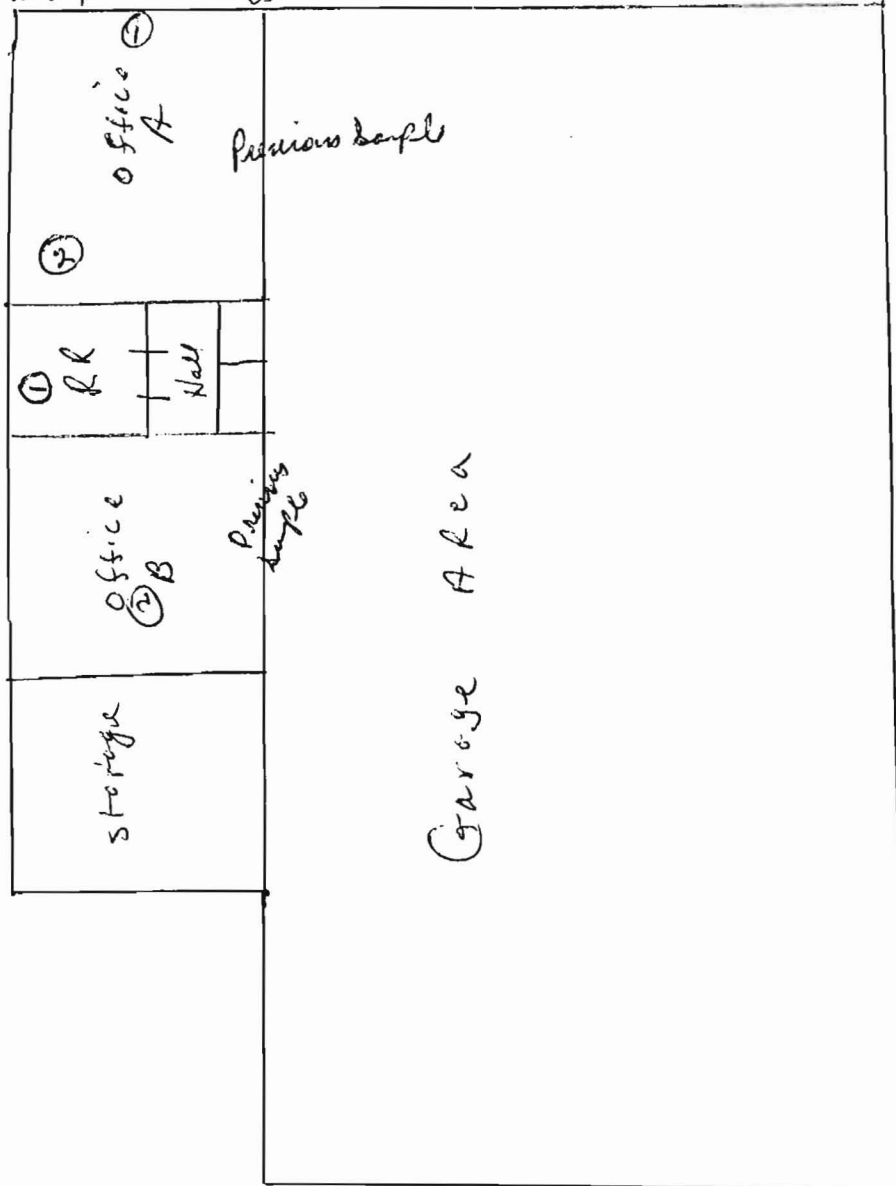 Office ①
A
Previous Sample
②
①
RR
Hall
Office
② B
Previous
Sample
Storage
Garage Area